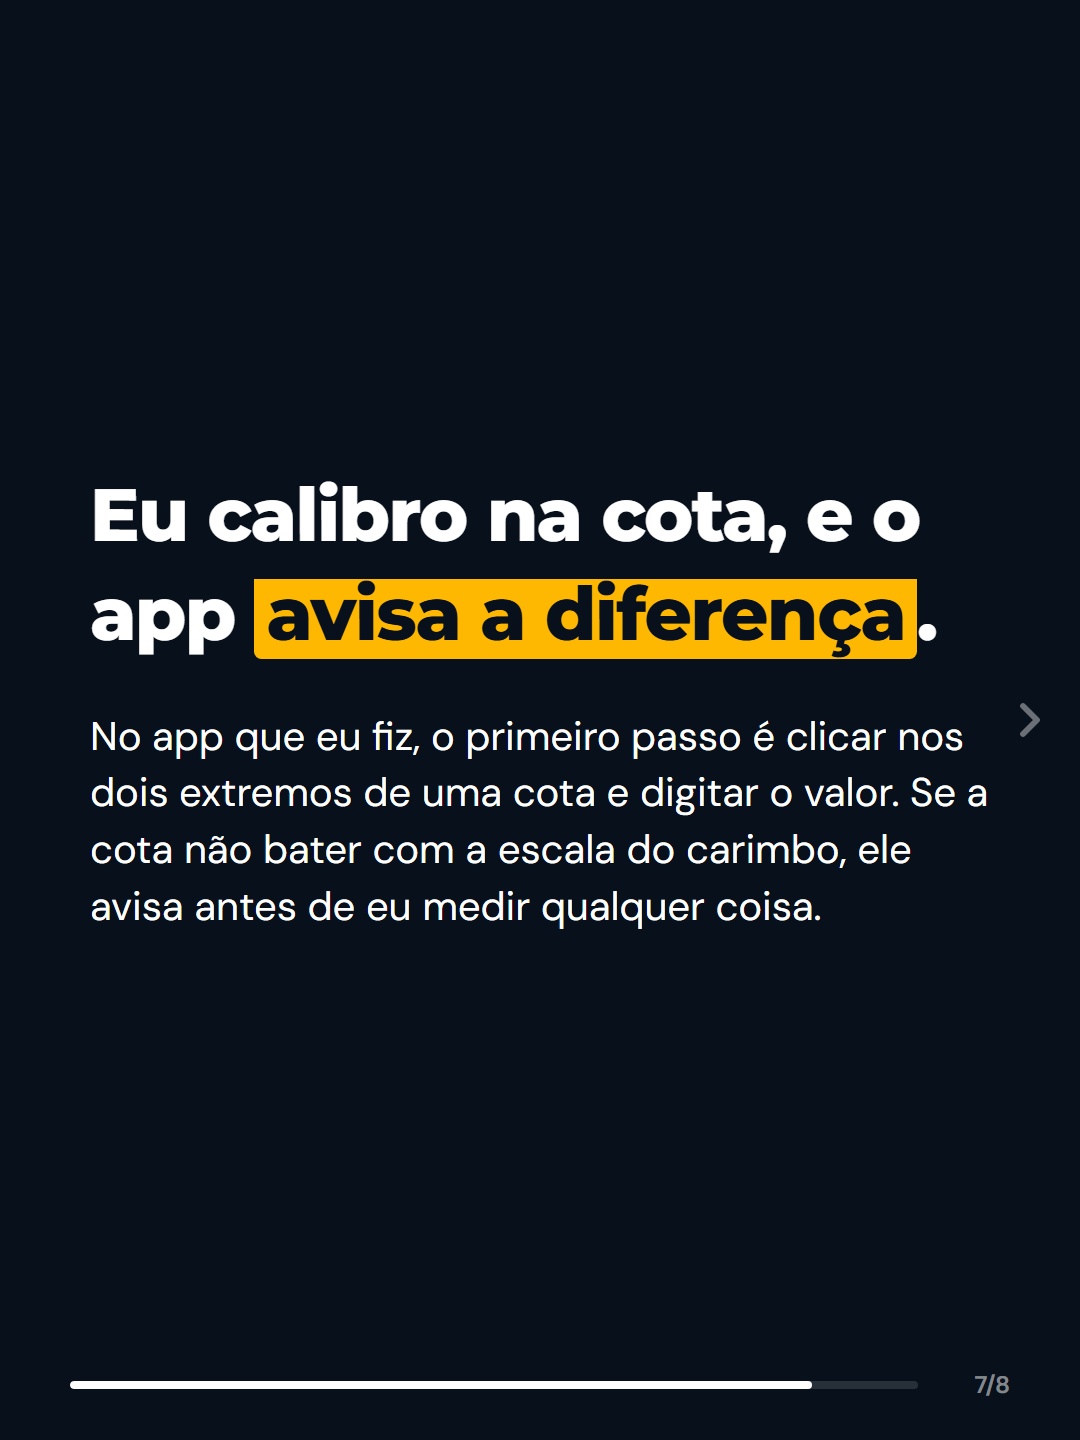 Eu calibro na cota, e o
app avisa a diferença.
No app que eu fiz, o primeiro passo é clicar nos
dois extremos de uma cota e digitar o valor. Se a
cota não bater com a escala do carimbo, ele
avisa antes de eu medir qualquer coisa.
7/8